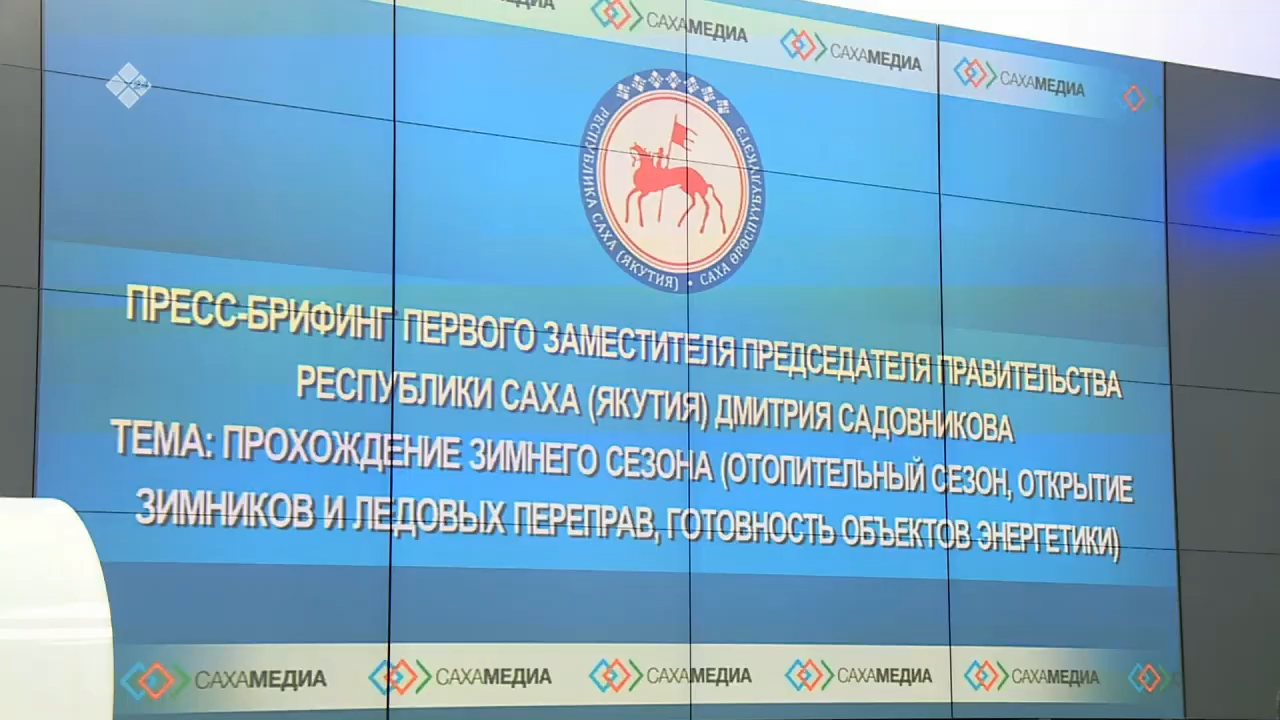 МЕДИА
САХАМЕДИА
САХАМЕДИА
САХАМЕДИА
РЕСПУБЛИКА САХА (ЯКУТИЯ) • САХА ӨРӨСПҮҮБҮЛҮКЭТЭ
ПРЕСС-БРИФИНГ ПЕРВОГО ЗАМЕСТИТЕЛЯ ПРЕДСЕДАТЕЛЯ ПРАВИТЕЛЬСТВА
РЕСПУБЛИКИ САХА (ЯКУТИЯ) ДМИТРИЯ САДОВНИКОВА
ТЕМА: ПРОХОЖДЕНИЕ ЗИМНЕГО СЕЗОНА (ОТОПИТЕЛЬНЫЙ СЕЗОН, ОТКРЫТИЕ
ЗИМНИКОВ И ЛЕДОВЫХ ПЕРЕПРАВ, ГОТОВНОСТЬ ОБЪЕКТОВ ЭНЕРГЕТИКИ)
САХАМЕДИА САХАМЕДИА САХАМЕДИА САХАМЕДИА САХАМЕДИА